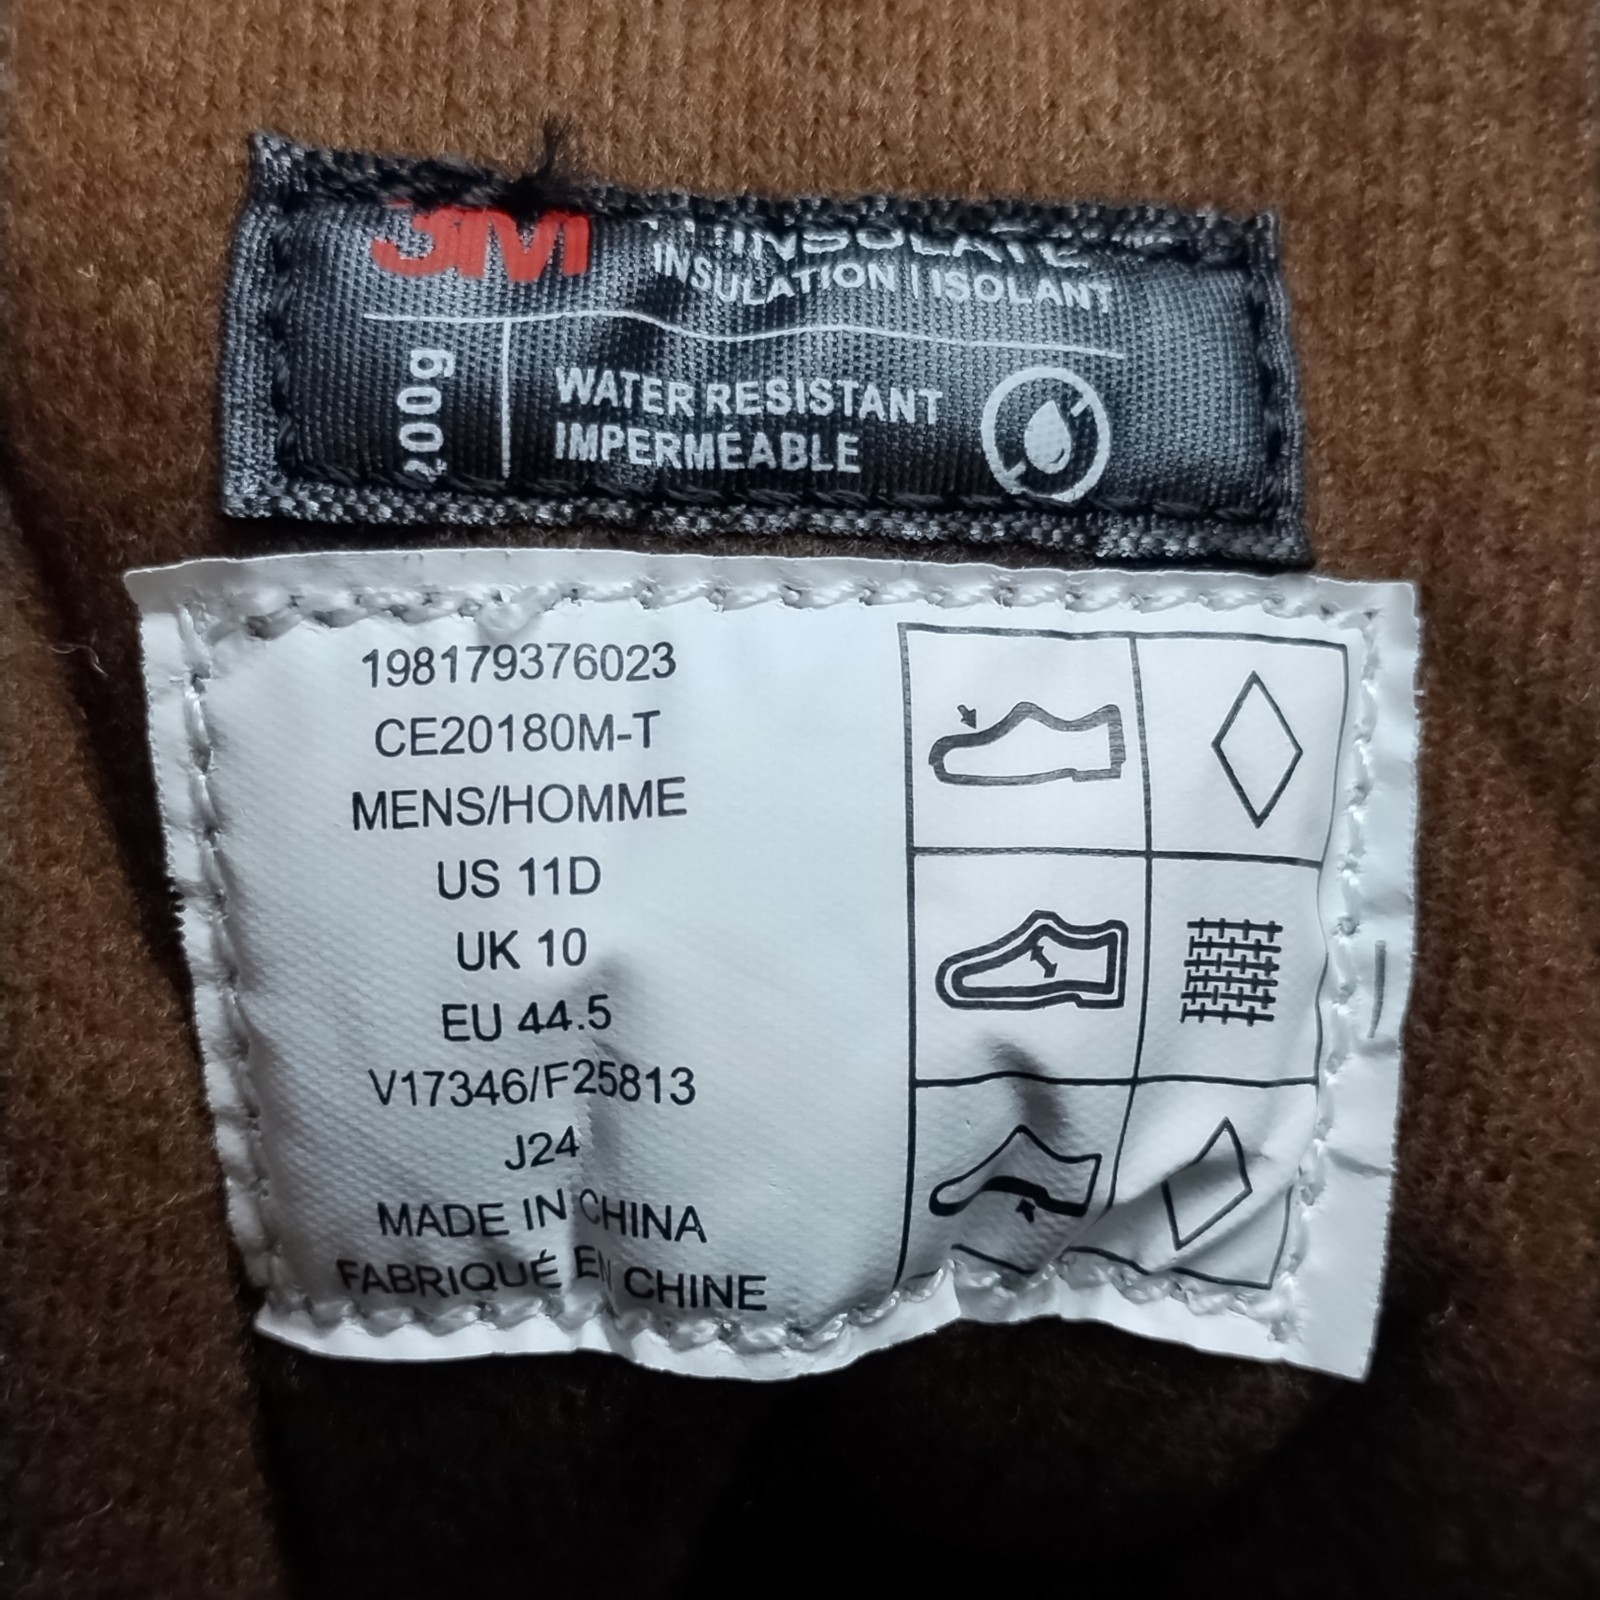 3M THINSULATE
INSULATION | ISOLANT
WATER RESISTANT
IMPERMÉABLE
198179376023
CE20180M-T
MENS/HOMME
US 11D
UK 10
EU 44.5
V17346/F25813
J24
MADE IN CHINA
FABRIQUÉ EN CHINE